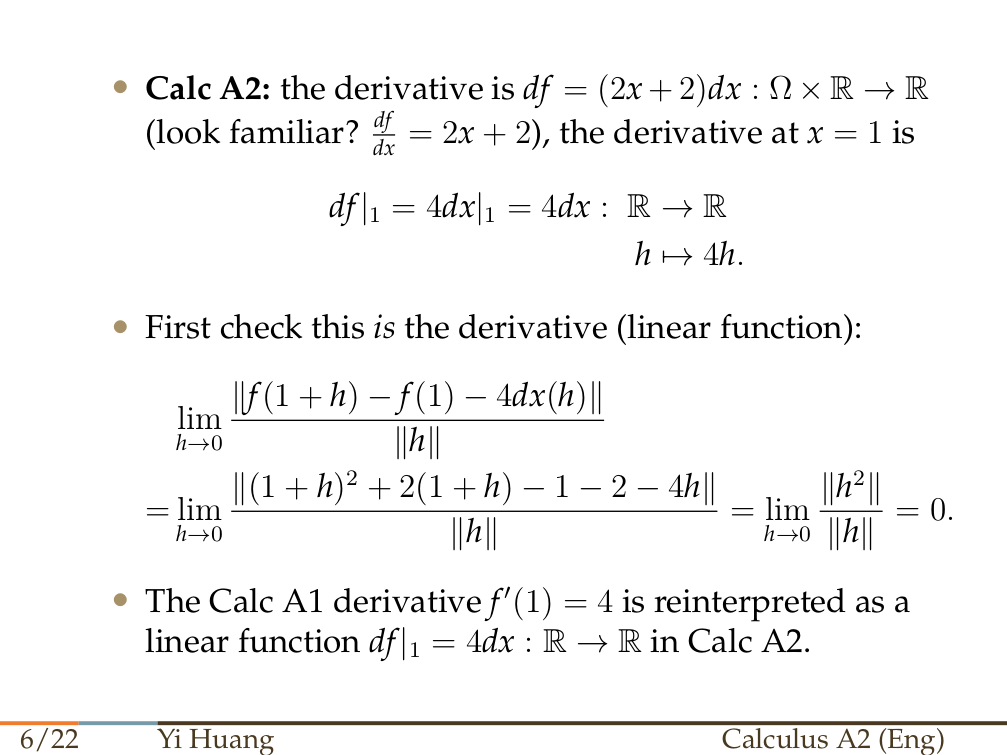 • Calc A2: the derivative is df = (2x + 2)dx : Ω × ℝ → ℝ
(look familiar? df/dx = 2x + 2), the derivative at x = 1 is
df|₁ = 4dx|₁ = 4dx : ℝ → ℝ
h ↦ 4h.
• First check this is the derivative (linear function):
lim_{h→0} ‖f(1 + h) − f(1) − 4dx(h)‖ / ‖h‖
= lim_{h→0} ‖(1 + h)² + 2(1 + h) − 1 − 2 − 4h‖ / ‖h‖ = lim_{h→0} ‖h²‖ / ‖h‖ = 0.
• The Calc A1 derivative f′(1) = 4 is reinterpreted as a
linear function df|₁ = 4dx : ℝ → ℝ in Calc A2.
6/22 Yi Huang Calculus A2 (Eng)